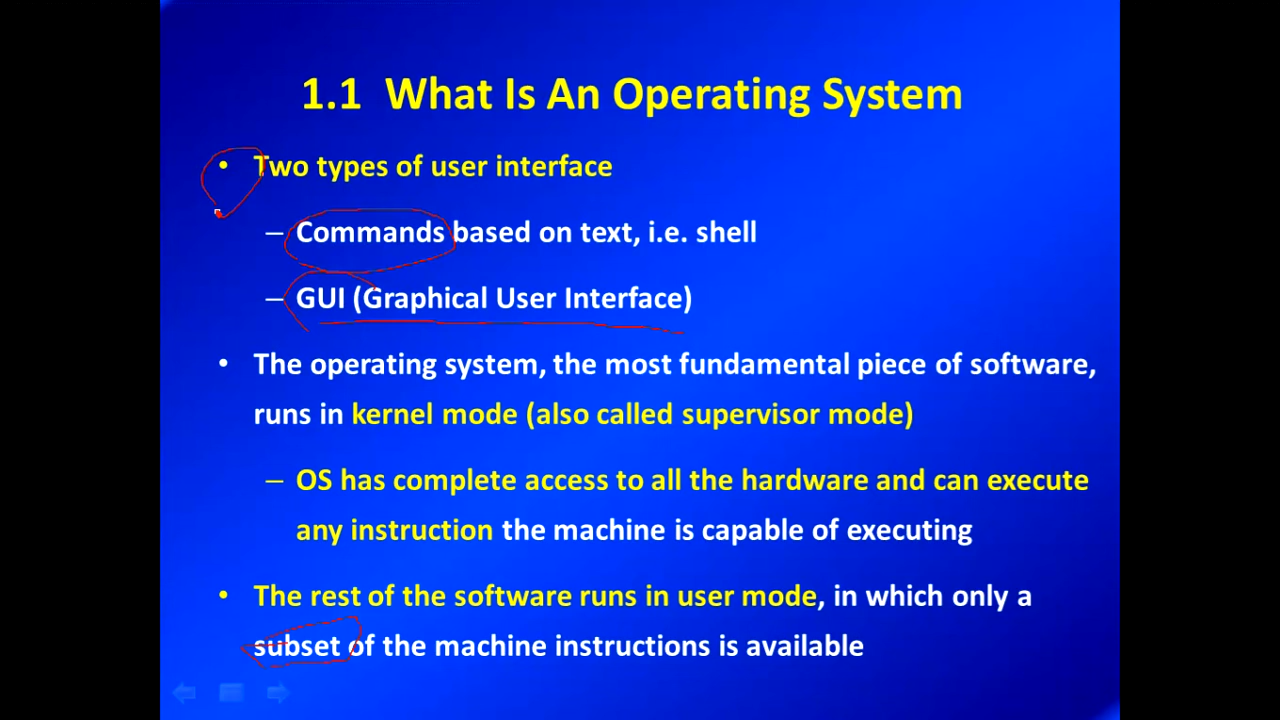 1.1 What Is An Operating System
• Two types of user interface
– Commands based on text, i.e. shell
– GUI (Graphical User Interface)
• The operating system, the most fundamental piece of software,
runs in kernel mode (also called supervisor mode)
– OS has complete access to all the hardware and can execute
any instruction the machine is capable of executing
• The rest of the software runs in user mode, in which only a
subset of the machine instructions is available